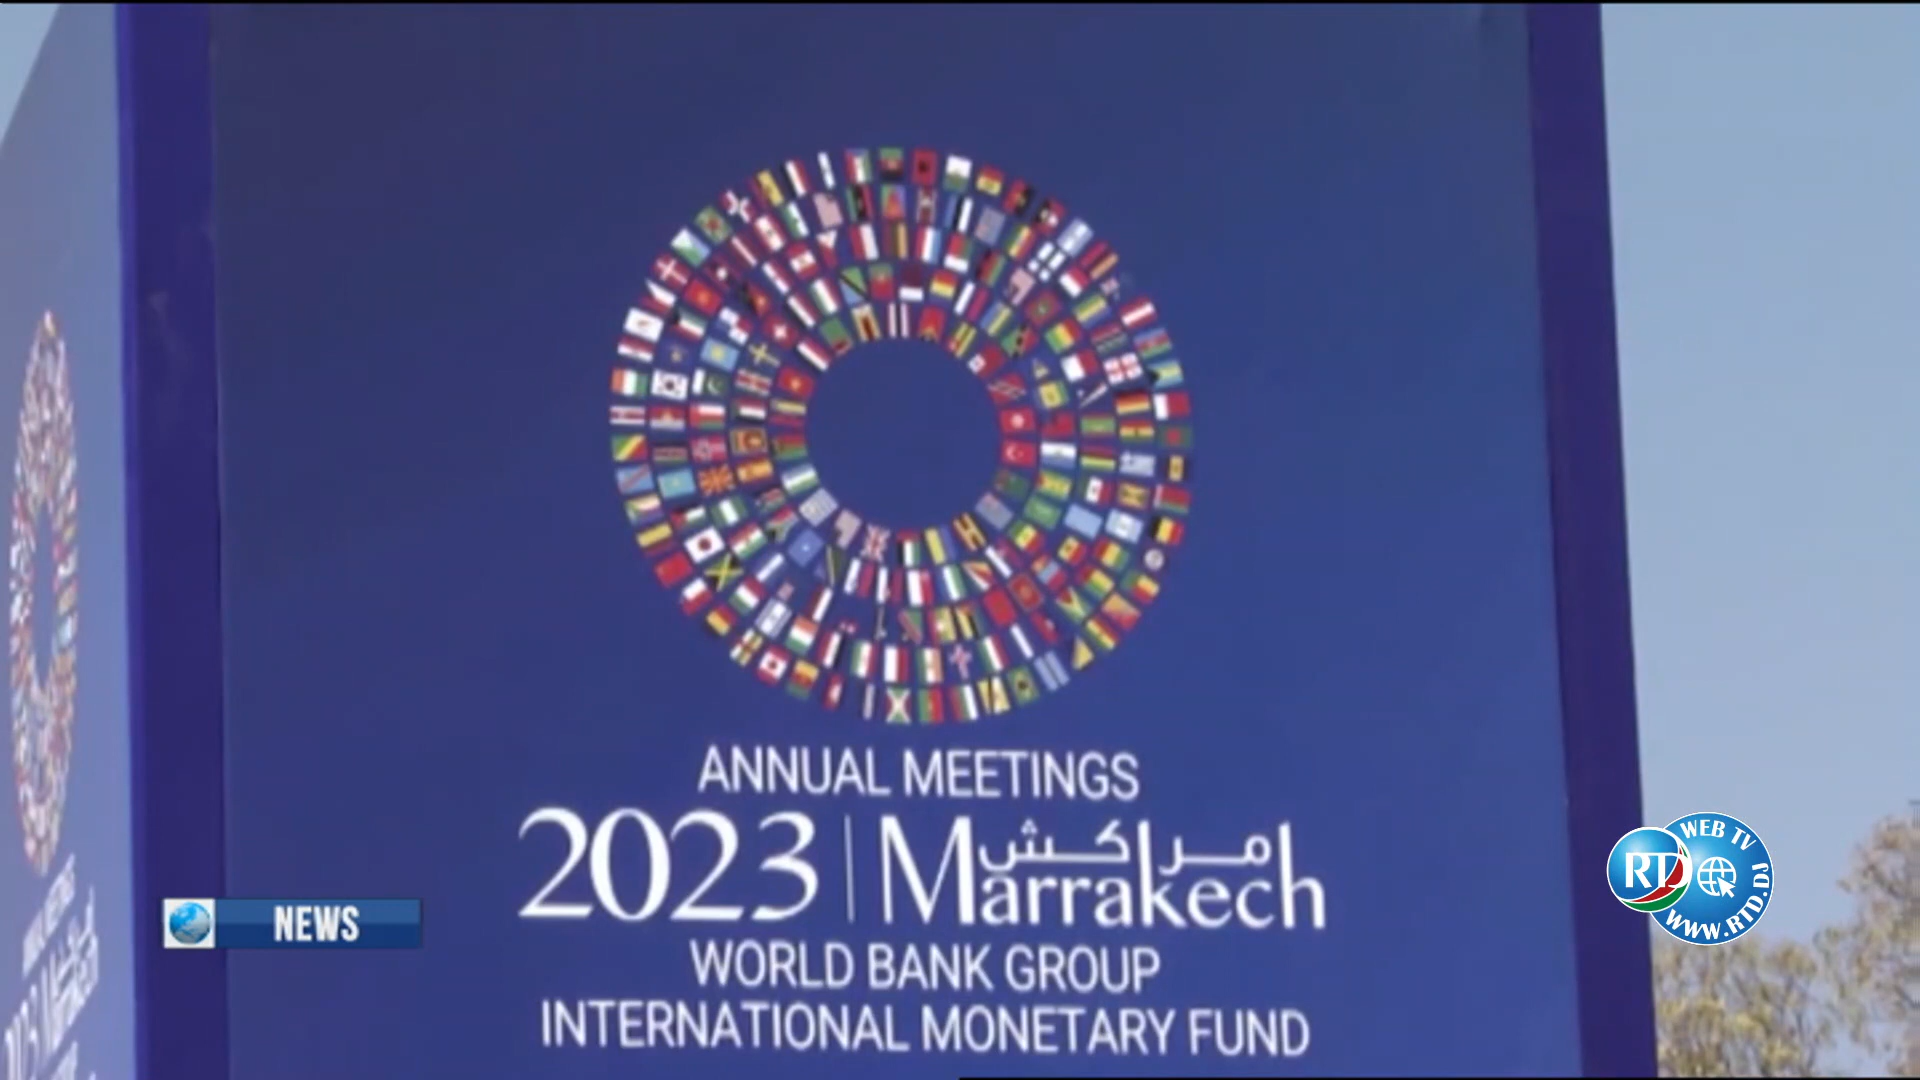 ANNUAL MEETINGS
2023 | Marrakech مراكش
WORLD BANK GROUP
INTERNATIONAL MONETARY FUND
NEWS
RTD
WEB TV
WWW.RTD.DJ